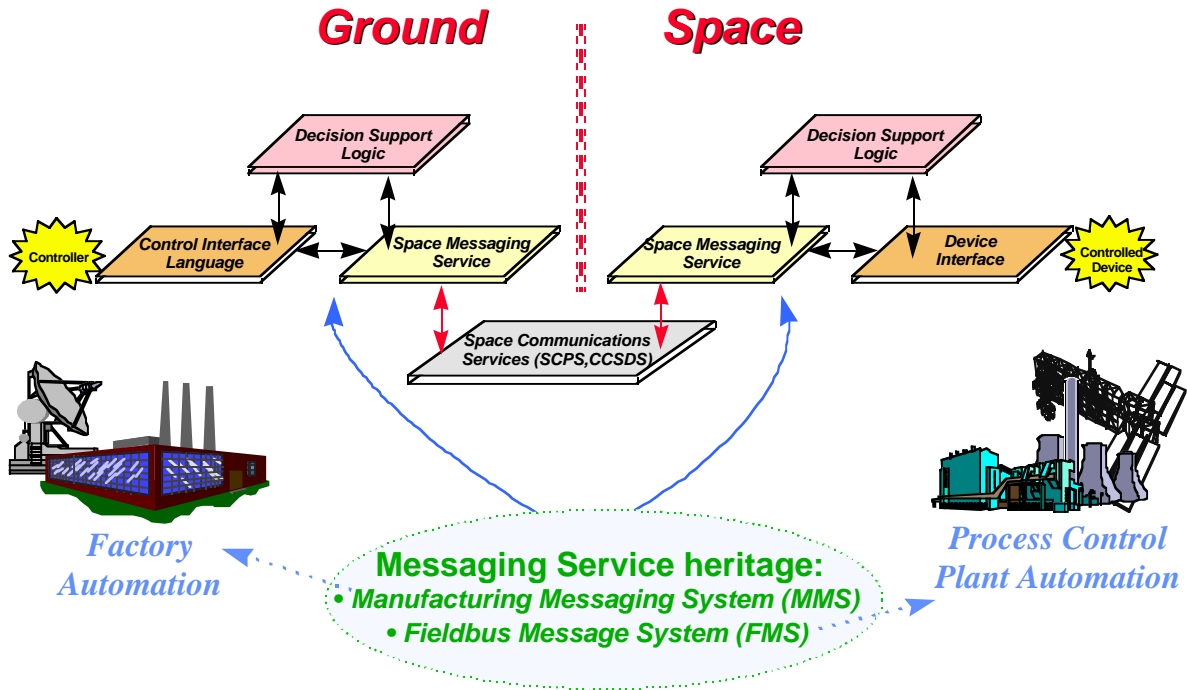 Ground
Space
Decision Support
Logic
Decision Support
Logic
Controller
Control Interface
Language
Space Messaging
Service
Space Messaging
Service
Device
Interface
Controlled
Device
Space Communications
Services (SCPS,CCSDS)
Factory
Automation
Process Control
Plant Automation
Messaging Service heritage:
• Manufacturing Messaging System (MMS)
• Fieldbus Message System (FMS)